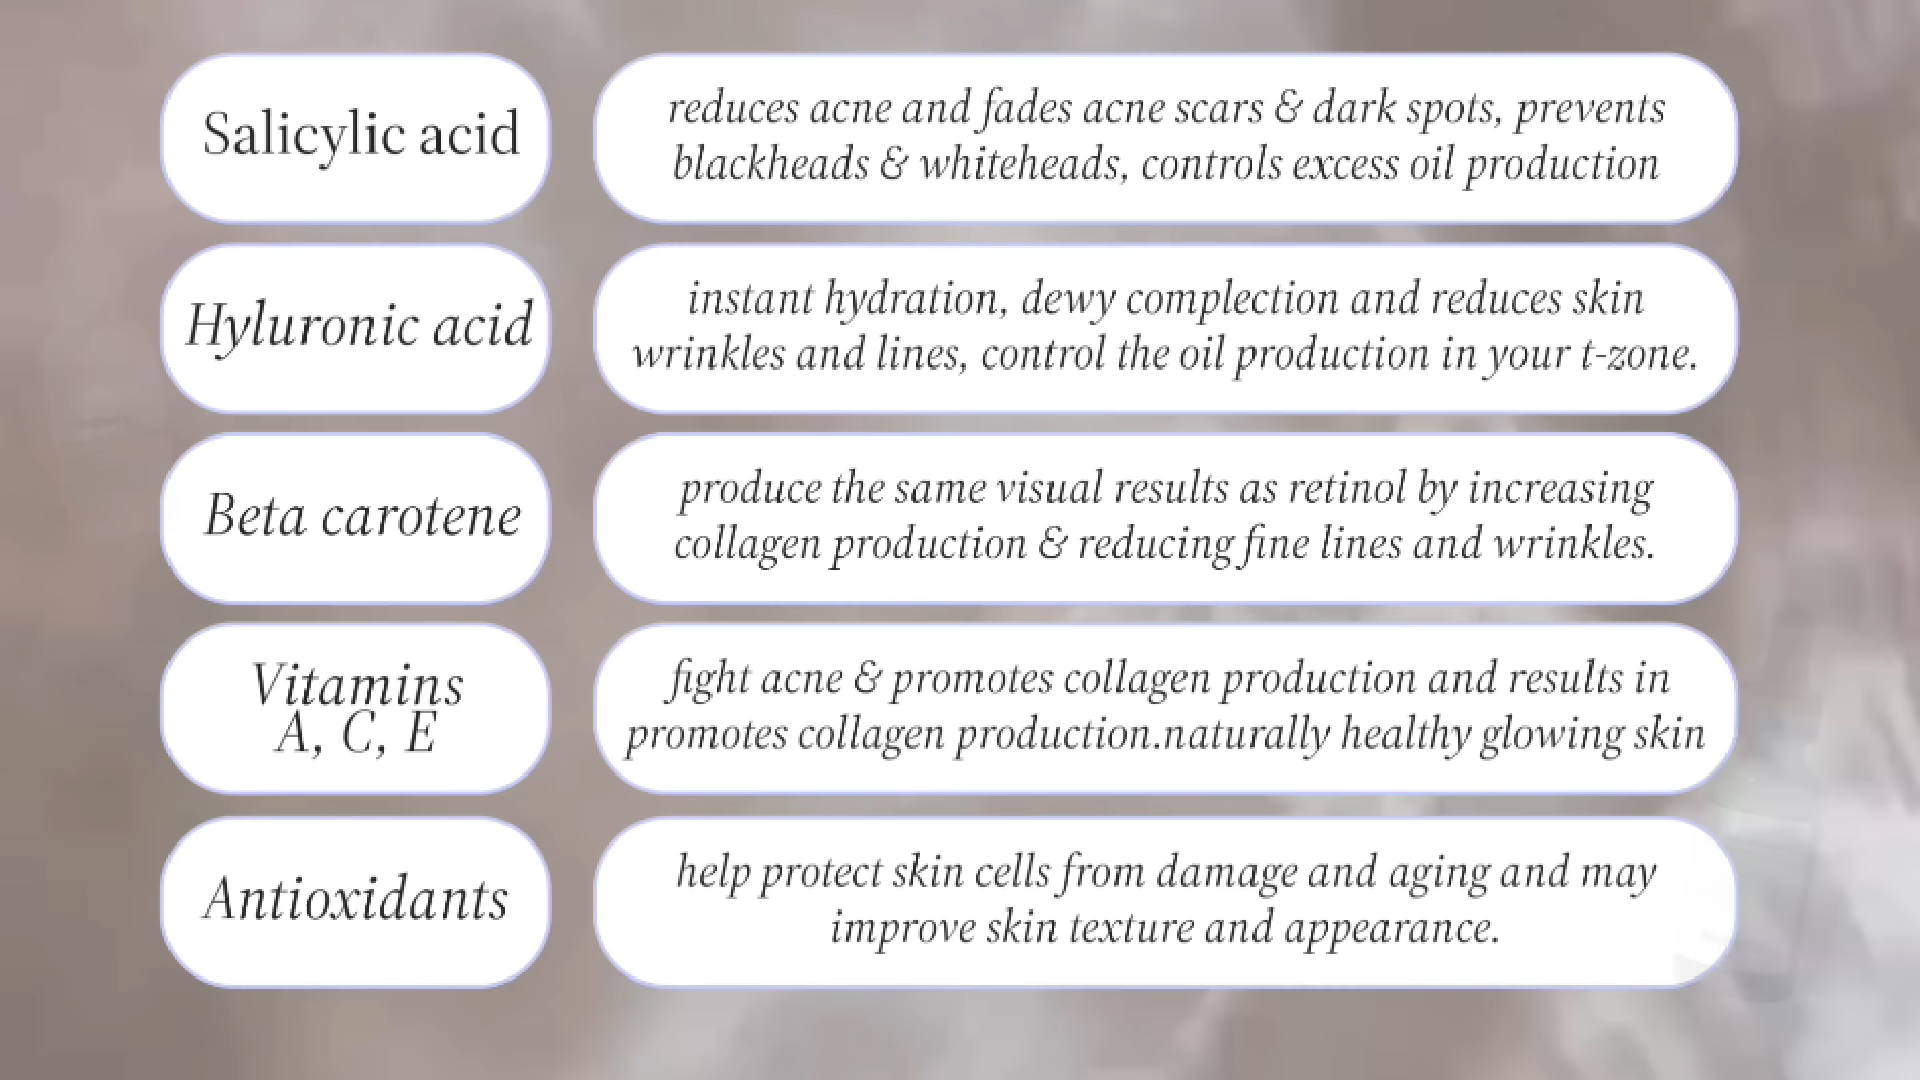 Salicylic acid
reduces acne and fades acne scars & dark spots, prevents
blackheads & whiteheads, controls excess oil production
Hyluronic acid
instant hydration, dewy complection and reduces skin
wrinkles and lines, control the oil production in your t-zone.
Beta carotene
produce the same visual results as retinol by increasing
collagen production & reducing fine lines and wrinkles.
Vitamins
A, C, E
fight acne & promotes collagen production and results in
promotes collagen production.naturally healthy glowing skin
Antioxidants
help protect skin cells from damage and aging and may
improve skin texture and appearance.